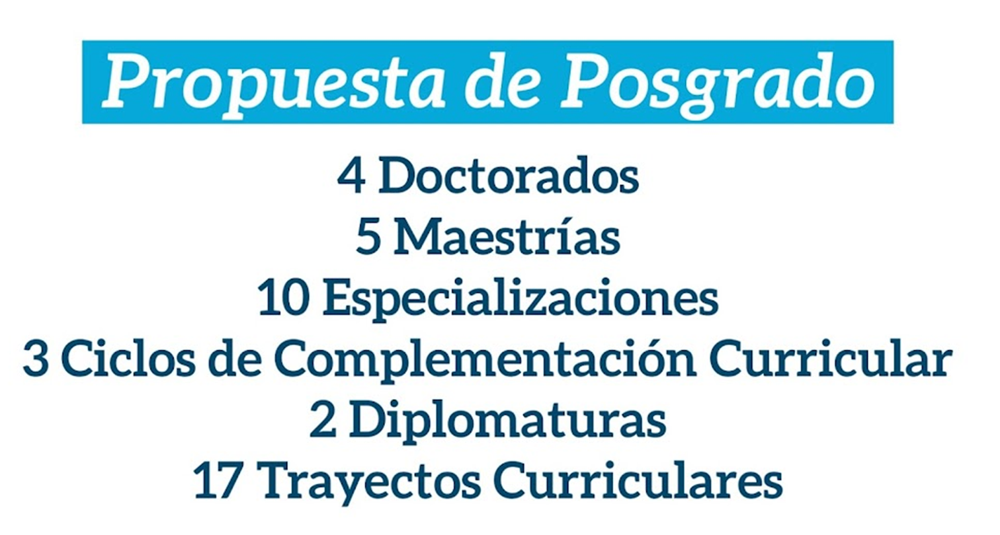 Propuesta de Posgrado
4 Doctorados
5 Maestrías
10 Especializaciones
3 Ciclos de Complementación Curricular
2 Diplomaturas
17 Trayectos Curriculares